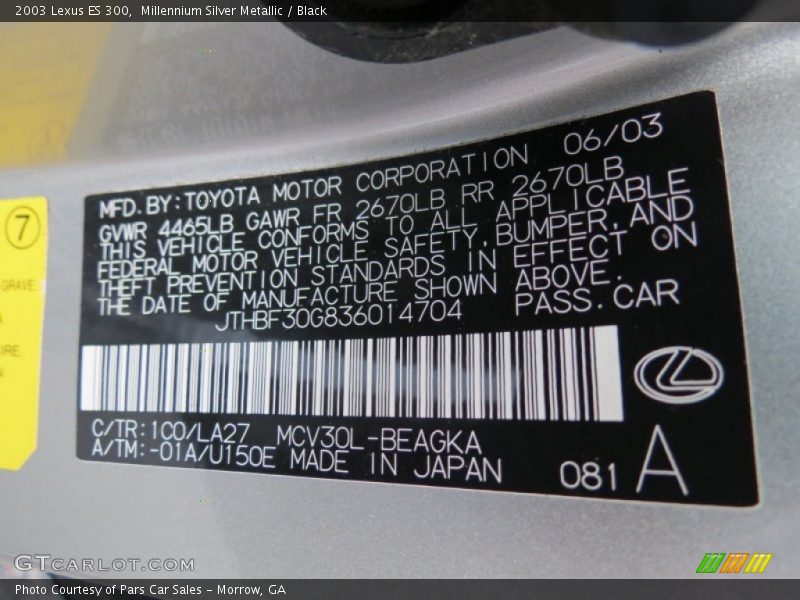 2003 Lexus ES 300,  Millennium Silver Metallic / Black
MFD. BY: TOYOTA MOTOR CORPORATION 06/03
GVWR 4465LB GAWR FR 2670LB RR 2670LB
THIS VEHICLE CONFORMS TO ALL APPLICABLE
FEDERAL MOTOR VEHICLE SAFETY, BUMPER, AND
THEFT PREVENTION STANDARDS IN EFFECT ON
THE DATE OF MANUFACTURE SHOWN ABOVE.
JTHBF30G836014704 PASS. CAR
C/TR: 1C0/LA27 MCV30L-BEAGKA
A/TM: -01A/U150E MADE IN JAPAN 081 A
7
GRAVE
GTCARLOT.COM
Photo Courtesy of Pars Car Sales - Morrow, GA